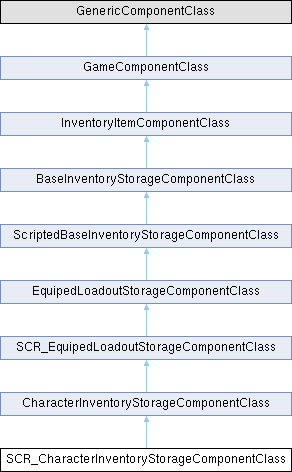 GenericComponentClass
GameComponentClass
InventoryItemComponentClass
BaseInventoryStorageComponentClass
ScriptedBaseInventoryStorageComponentClass
EquipedLoadoutStorageComponentClass
SCR_EquipedLoadoutStorageComponentClass
CharacterInventoryStorageComponentClass
SCR_CharacterInventoryStorageComponentClass